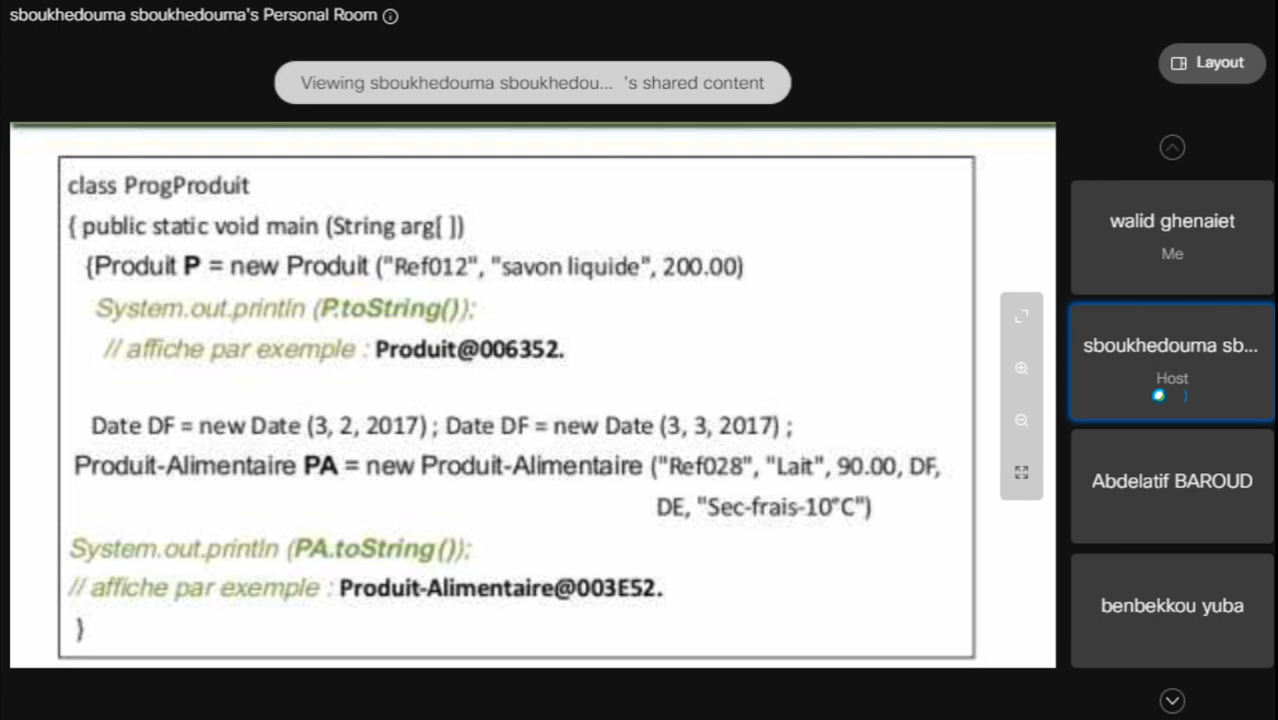 sboukhedouma sboukhedouma's Personal Room
Layout
Viewing sboukhedouma sboukhedou... 's shared content
class ProgProduit
{ public static void main (String arg[ ])
{Produit P = new Produit ("Ref012", "savon liquide", 200.00)
System.out.println (P.toString());
// affiche par exemple : Produit@006352.
Date DF = new Date (3, 2, 2017) ; Date DF = new Date (3, 3, 2017) ;
Produit-Alimentaire PA = new Produit-Alimentaire ("Ref028", "Lait", 90.00, DF,
DE, "Sec-frais-10°C")
System.out.println (PA.toString());
// affiche par exemple : Produit-Alimentaire@003E52.
}
walid ghenaiet
Me
sboukhedouma sb...
Host
Abdelatif BAROUD
benbekkou yuba